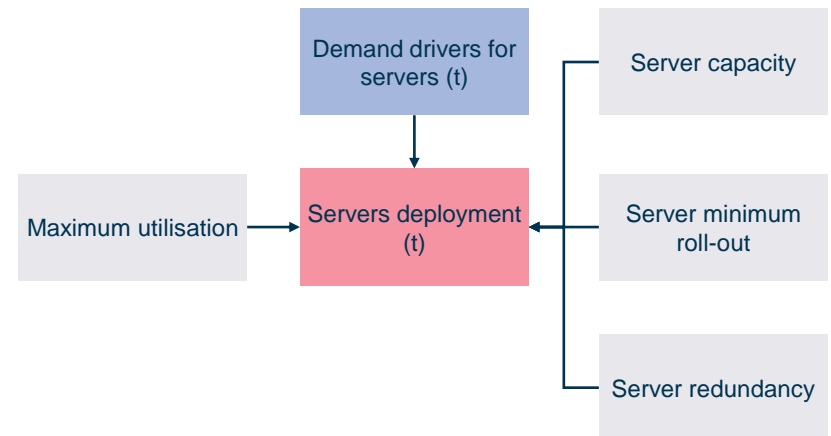 Demand drivers for
servers (t)
Server capacity
Maximum utilisation
Servers deployment
(t)
Server minimum
roll-out
Server redundancy